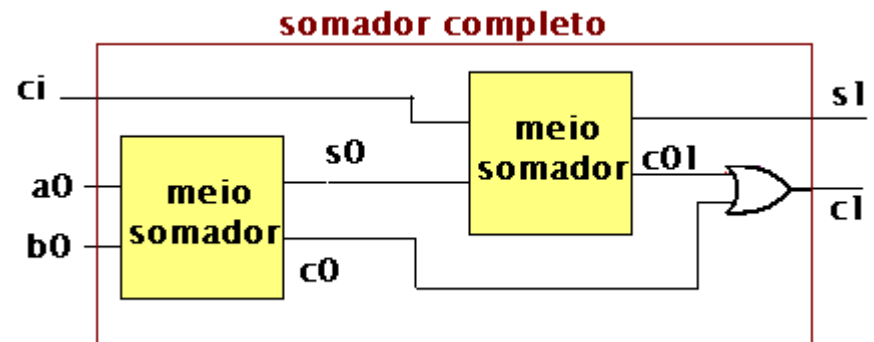 somador completo
ci
s1
meio
somador
s0
c01
a0
meio
somador
c1
b0
c0